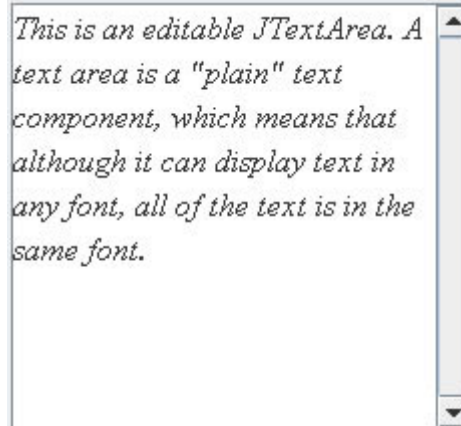 This is an editable JTextArea. A
text area is a "plain" text
component, which means that
although it can display text in
any font, all of the text is in the
same font.